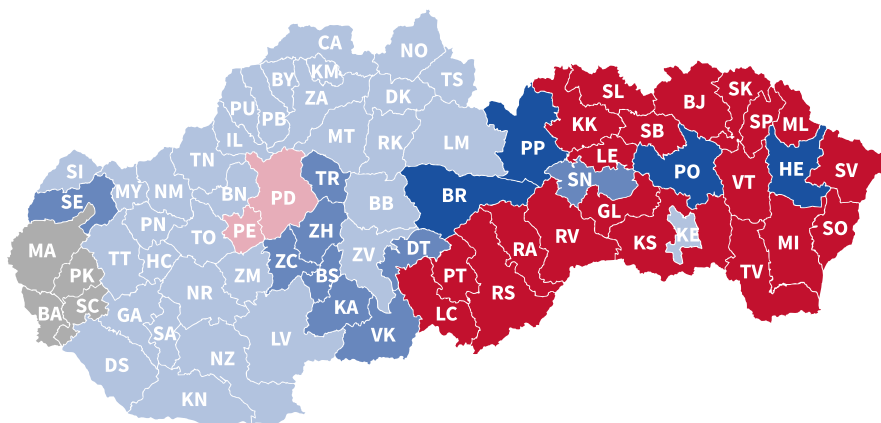 CA
NO
KM
BY
TS
ZA
DK
PU
PB
IL
MT
RK
LM
SL
BJ
SK
KK
SB
SP
ML
PP
LE
PO
HE
SV
VT
SN
SI
TN
MY
NM
BN
PD
TR
BB
BR
SE
GL
PN
TO
PE
ZH
ZV
DT
RA
RV
KS
KE
MI
SO
MA
TT
HC
ZC
BS
ZM
PK
PT
TV
NR
RS
BA
SC
GA
KA
LC
SA
LV
VK
DS
NZ
KN